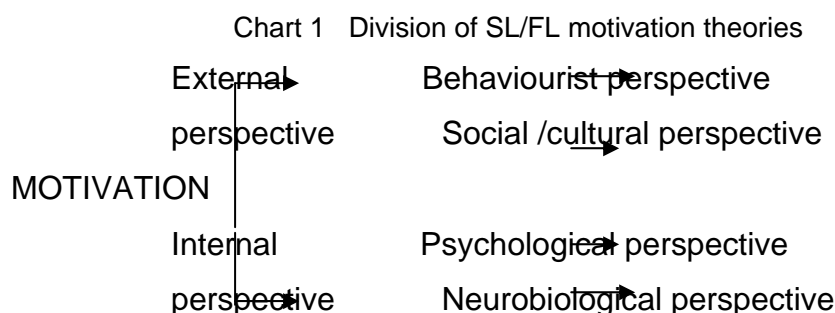 Chart 1 Division of SL/FL motivation theories
External Behaviourist perspective
perspective Social /cultural perspective
MOTIVATION
Internal Psychological perspective
perspective Neurobiological perspective